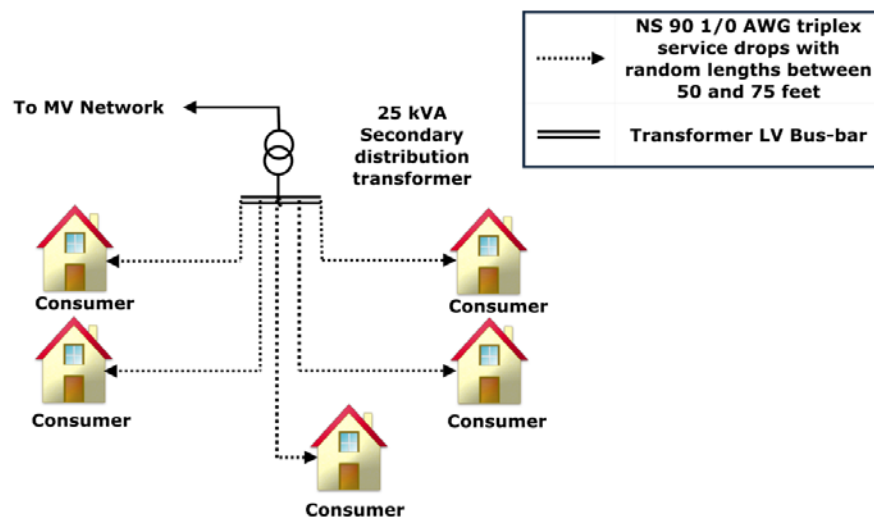 NS 90 1/0 AWG triplex
service drops with
random lengths between
50 and 75 feet
Transformer LV Bus-bar
To MV Network
25 kVA
Secondary
distribution
transformer
Consumer
Consumer
Consumer
Consumer
Consumer